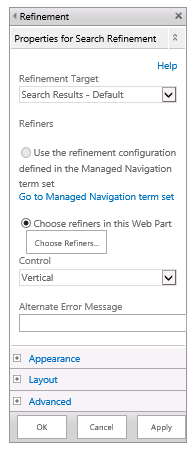 Refinement
Properties for Search Refinement
Help
Refinement Target
Search Results - Default
Refiners
Use the refinement configuration
defined in the Managed Navigation
term set
Go to Managed Navigation term set
Choose refiners in this Web Part
Choose Refiners...
Control
Vertical
Alternate Error Message
Appearance
Layout
Advanced
OK Cancel Apply